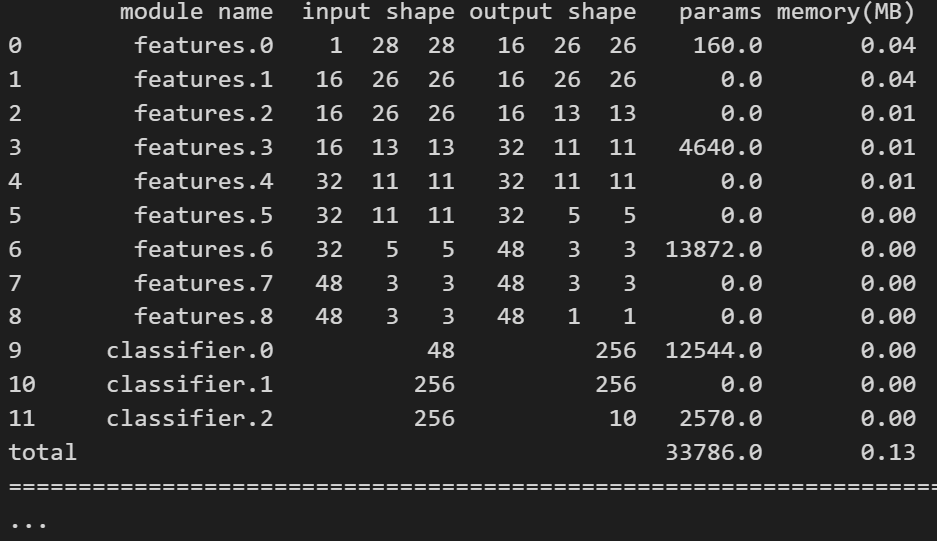 module name input shape output shape params memory(MB)
0 features.0 1 28 28 16 26 26 160.0 0.04
1 features.1 16 26 26 16 26 26 0.0 0.04
2 features.2 16 26 26 16 13 13 0.0 0.01
3 features.3 16 13 13 32 11 11 4640.0 0.01
4 features.4 32 11 11 32 11 11 0.0 0.01
5 features.5 32 11 11 32 5 5 0.0 0.00
6 features.6 32 5 5 48 3 3 13872.0 0.00
7 features.7 48 3 3 48 3 3 0.0 0.00
8 features.8 48 3 3 48 1 1 0.0 0.00
9 classifier.0 48 256 12544.0 0.00
10 classifier.1 256 256 0.0 0.00
11 classifier.2 256 10 2570.0 0.00
total 33786.0 0.13
===================================================================
...